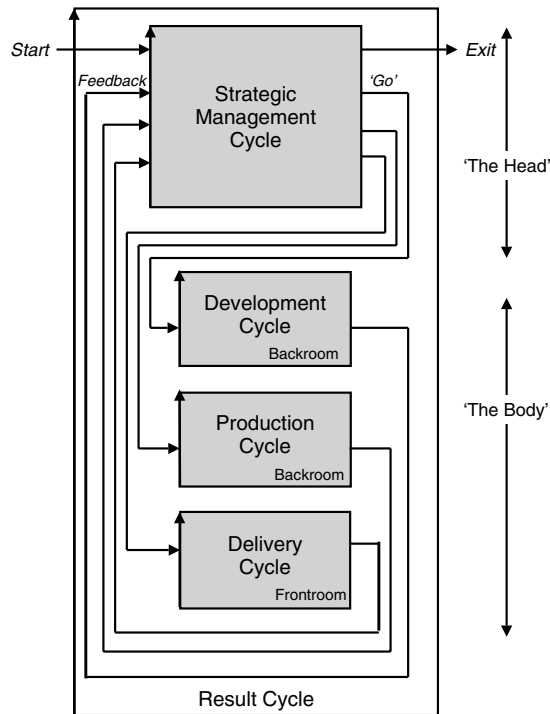 Start
Exit
Feedback
‘Go’
Strategic
Management
Cycle
‘The Head’
Development
Cycle
Backroom
‘The Body’
Production
Cycle
Backroom
Delivery
Cycle
Frontroom
Result Cycle